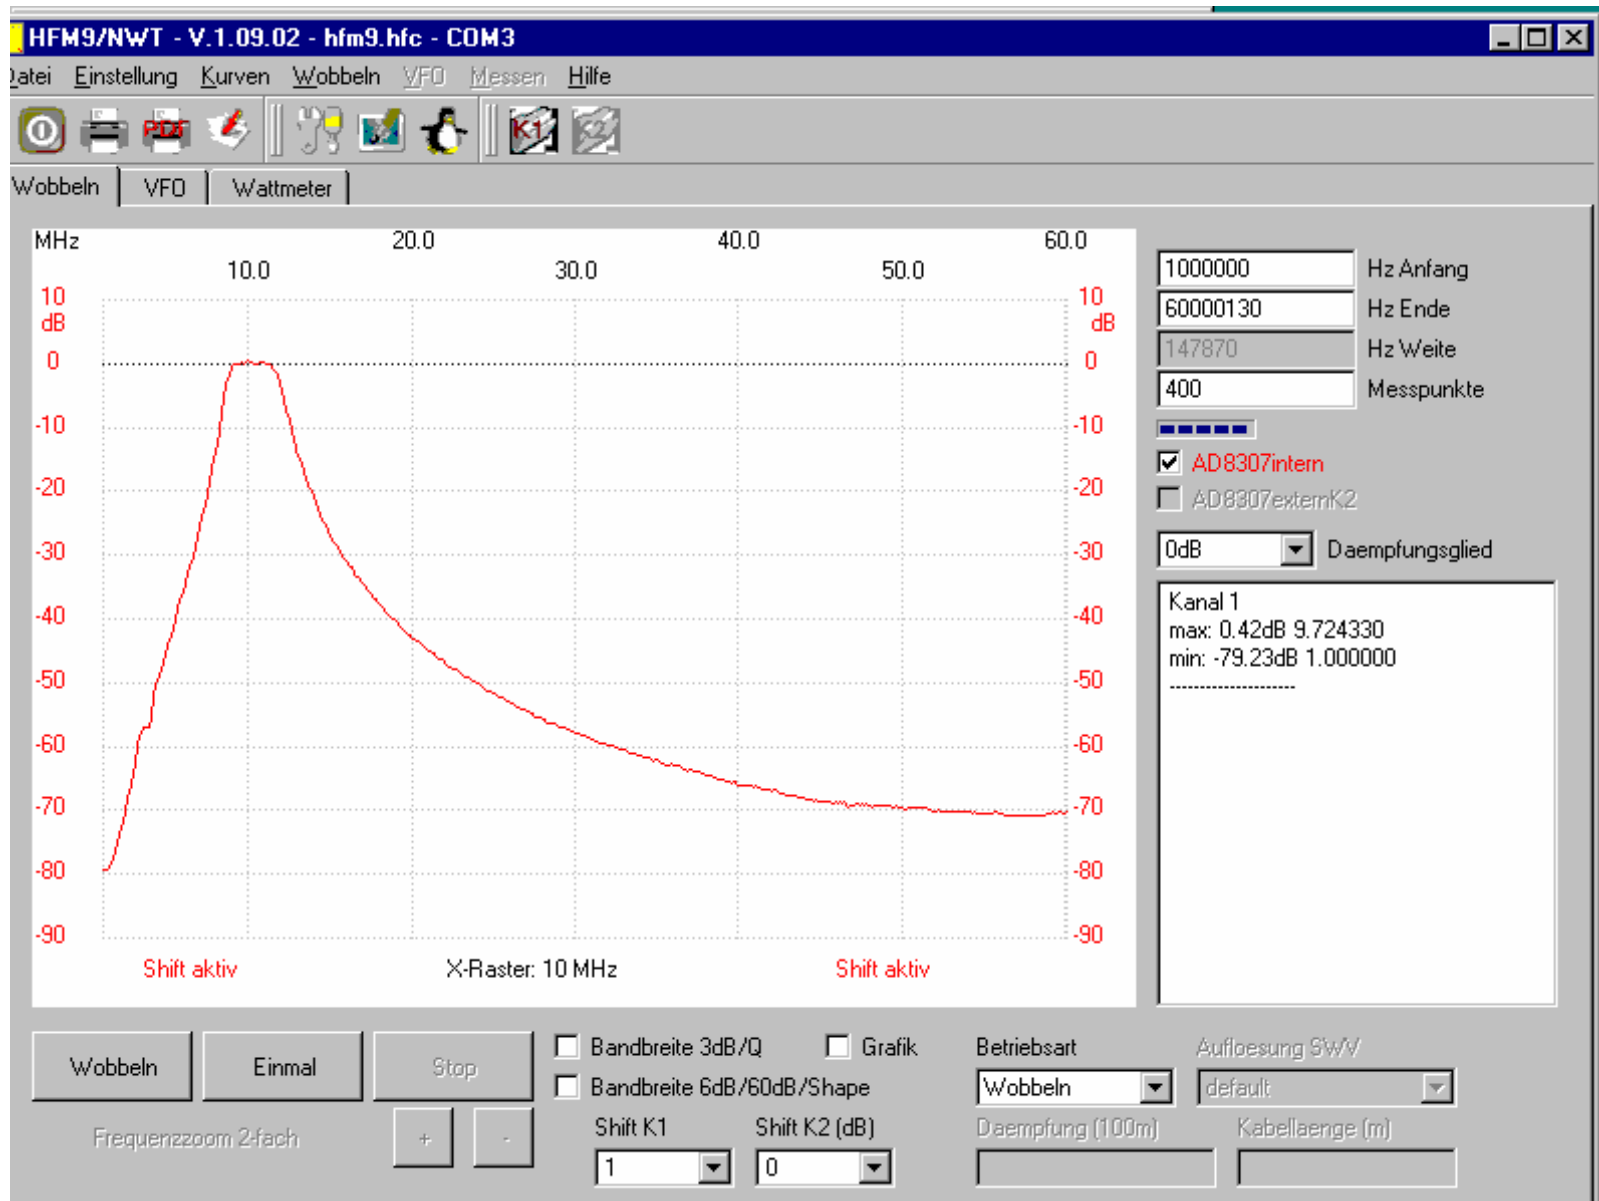 HFM9/NWT - V.1.09.02 - hfm9.hfc - COM3
Datei Einstellung Kurven Wobbeln VFO Messen Hilfe
PDF K1 K2
Wobbeln VFO Wattmeter
MHz 20.0 40.0 60.0
10.0 30.0 50.0
10 10
dB dB
0 0
-10 -10
-20 -20
-30 -30
-40 -40
-50 -50
-60 -60
-70 -70
-80 -80
-90 -90
Shift aktiv X-Raster: 10 MHz Shift aktiv
1000000 Hz Anfang
60000130 Hz Ende
147870 Hz Weite
400 Messpunkte
AD8307intern
AD8307externK2
0dB Daempfungsglied
Kanal 1
max: 0.42dB 9.724330
min: -79.23dB 1.000000
---------------------
Wobbeln Einmal Stop
Frequenzzoom 2-fach + -
Bandbreite 3dB/Q Grafik
Bandbreite 6dB/60dB/Shape
Shift K1 Shift K2 (dB)
1 0
Betriebsart Aufloesung SWV
Wobbeln default
Daempfung (100m) Kabellaenge (m)